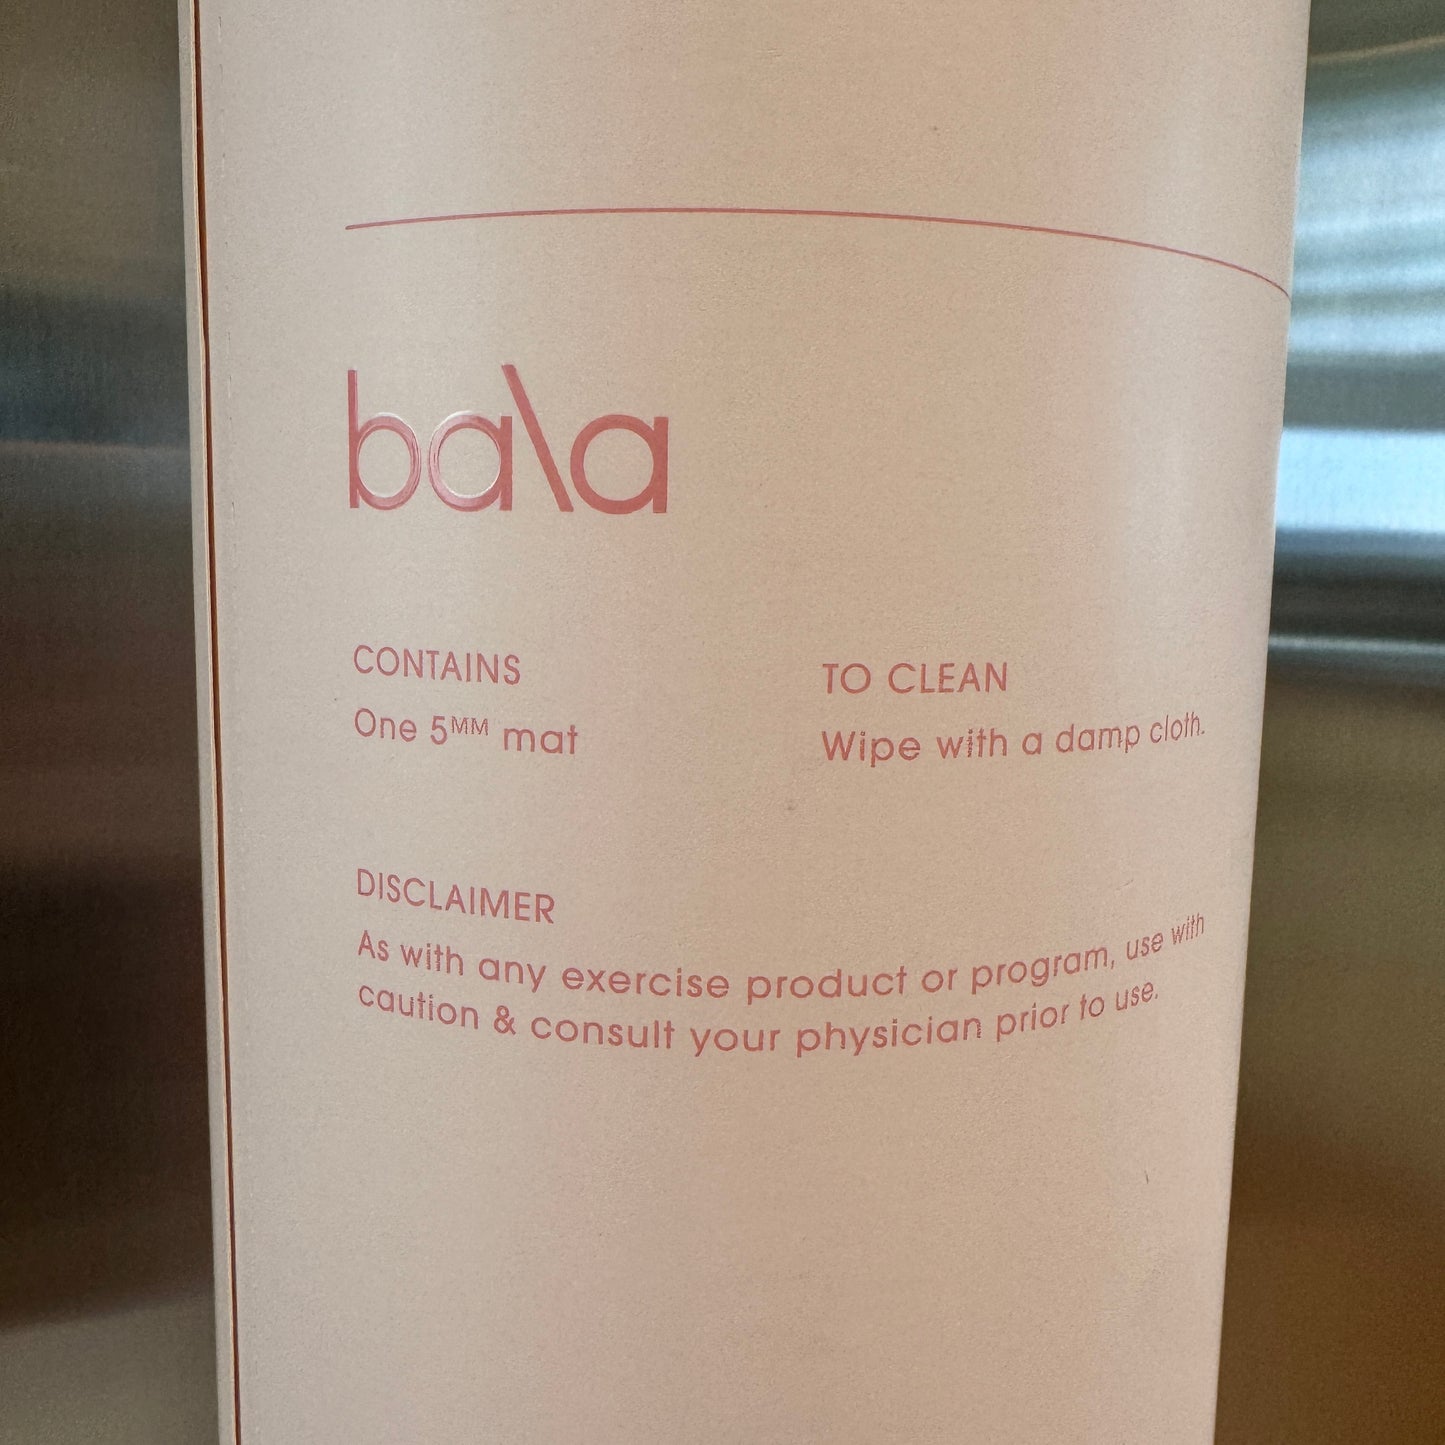 ba\a
CONTAINS
One 5MM mat
TO CLEAN
Wipe with a damp cloth.
DISCLAIMER
As with any exercise product or program, use with
caution & consult your physician prior to use.